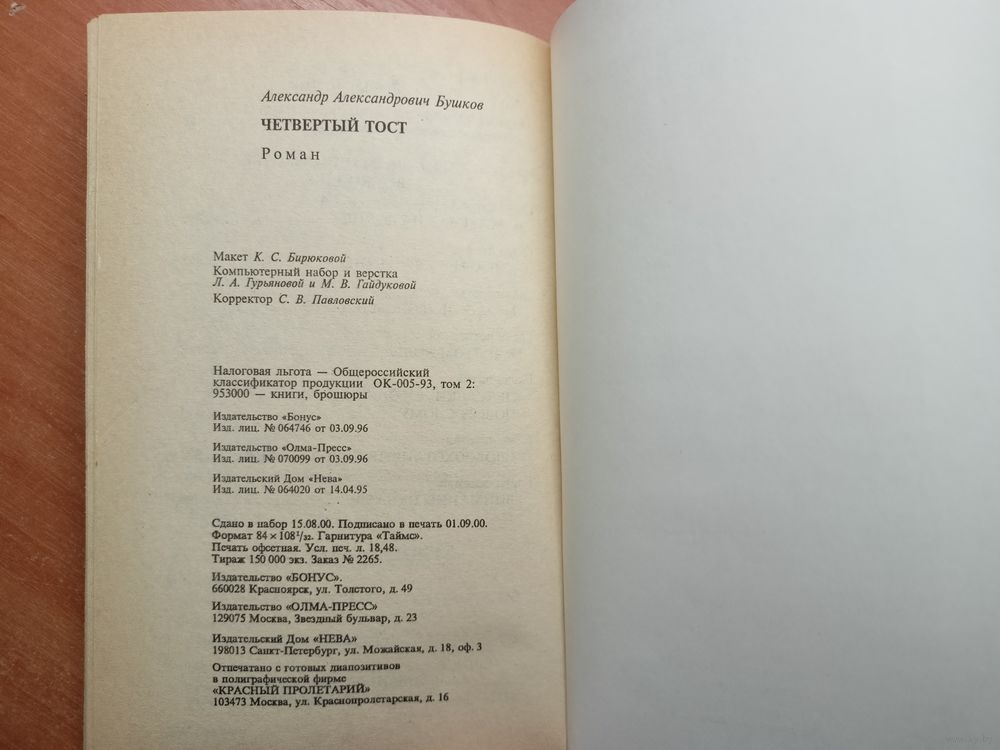 Александр Александрович Бушков
ЧЕТВЕРТЫЙ ТОСТ
Роман
Макет К. С. Бирюковой
Компьютерный набор и верстка
Л. А. Гурьяновой и М. В. Гайдуковой
Корректор С. В. Павловский
Налоговая льгота — Общероссийский
классификатор продукции ОК-005-93, том 2:
953000 — книги, брошюры
Издательство «Бонус»
Изд. лиц. № 064746 от 03.09.96
Издательство «Олма-Пресс»
Изд. лиц. № 070099 от 03.09.96
Издательский Дом «Нева»
Изд. лиц. № 064020 от 14.04.95
Сдано в набор 15.08.00. Подписано в печать 01.09.00.
Формат 84 × 108 1/32. Гарнитура «Таймс».
Печать офсетная. Усл. печ. л. 18,48.
Тираж 150 000 экз. Заказ № 2265.
Издательство «БОНУС».
660028 Красноярск, ул. Толстого, д. 49
Издательство «ОЛМА-ПРЕСС»
129075 Москва, Звездный бульвар, д. 23
Издательский Дом «НЕВА»
198013 Санкт-Петербург, ул. Можайская, д. 18, оф. 3
Отпечатано с готовых диапозитивов
в полиграфической фирме
«КРАСНЫЙ ПРОЛЕТАРИЙ»
103473 Москва, ул. Краснопролетарская, д. 16